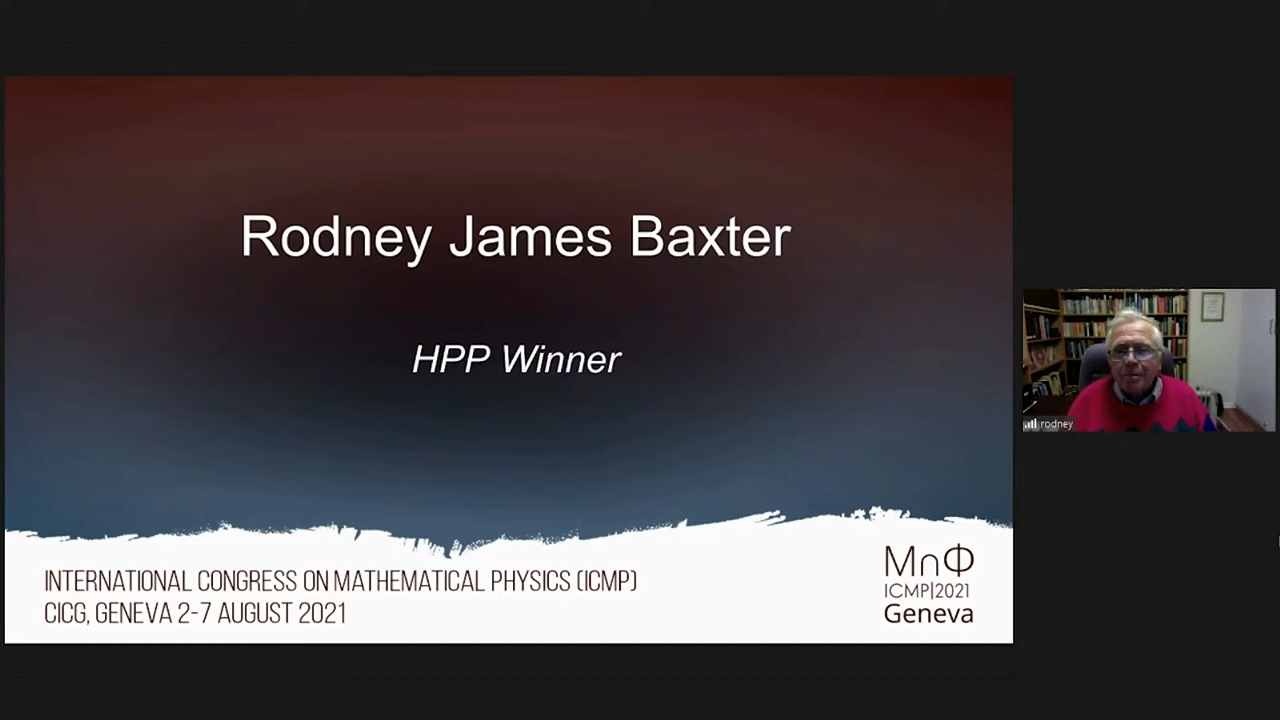 Rodney James Baxter
HPP Winner
INTERNATIONAL CONGRESS ON MATHEMATICAL PHYSICS (ICMP)
CICG, GENEVA 2-7 AUGUST 2021
MηΦ
ICMP|2021
Geneva
rodney